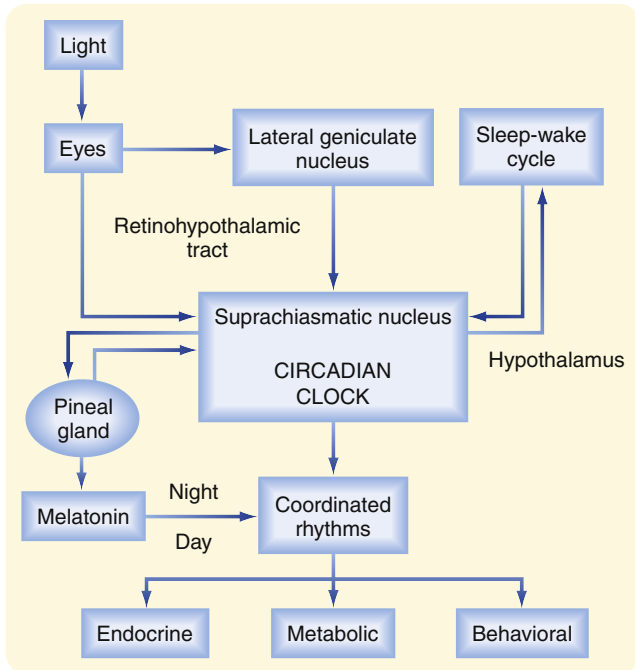 Light
Eyes
Lateral geniculate
nucleus
Sleep-wake
cycle
Retinohypothalamic
tract
Suprachiasmatic nucleus
CIRCADIAN
CLOCK
Hypothalamus
Pineal
gland
Melatonin
Night
Day
Coordinated
rhythms
Endocrine
Metabolic
Behavioral